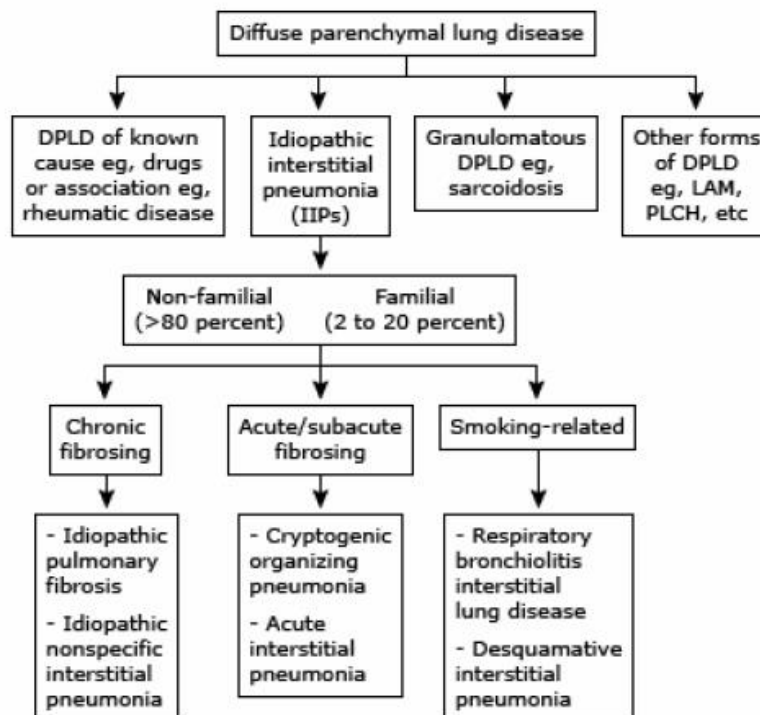 Diffuse parenchymal lung disease
DPLD of known
cause eg, drugs
or association eg,
rheumatic disease
Idiopathic
interstitial
pneumonia
(IIPs)
Granulomatous
DPLD eg,
sarcoidosis
Other forms
of DPLD
eg, LAM,
PLCH, etc
Non-familial
(>80 percent)
Familial
(2 to 20 percent)
Chronic
fibrosing
Acute/subacute
fibrosing
Smoking-related
- Idiopathic
pulmonary
fibrosis
- Idiopathic
nonspecific
interstitial
pneumonia
- Cryptogenic
organizing
pneumonia
- Acute
interstitial
pneumonia
- Respiratory
bronchiolitis
interstitial
lung disease
- Desquamative
interstitial
pneumonia